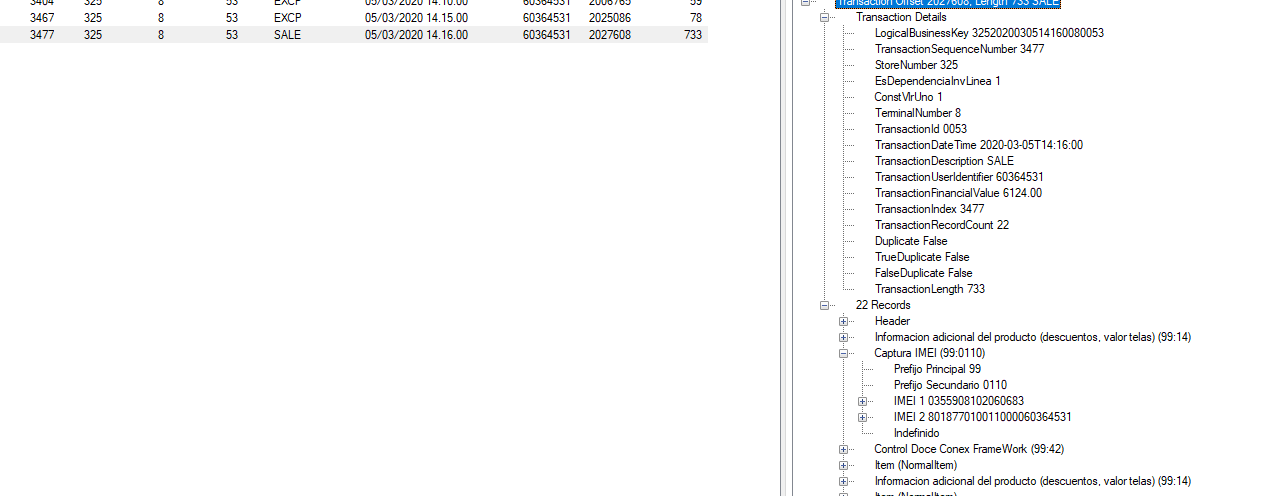 3464 325 8 53 EXCP 05/03/2020 14.10.00 60364531 2006765 59
3467 325 8 53 EXCP 05/03/2020 14.15.00 60364531 2025086 78
3477 325 8 53 SALE 05/03/2020 14.16.00 60364531 2027608 733
Transaction Offset 2027608, Length 733 SALE
Transaction Details
LogicalBusinessKey 3252020030514160080053
TransactionSequenceNumber 3477
StoreNumber 325
EsDependenciaInvLinea 1
ConstVlrUno 1
TerminalNumber 8
TransactionId 0053
TransactionDateTime 2020-03-05T14:16:00
TransactionDescription SALE
TransactionUserIdentifier 60364531
TransactionFinancialValue 6124.00
TransactionIndex 3477
TransactionRecordCount 22
Duplicate False
TrueDuplicate False
FalseDuplicate False
TransactionLength 733
22 Records
Header
Informacion adicional del producto (descuentos, valor telas) (99:14)
Captura IMEI (99:0110)
Prefijo Principal 99
Prefijo Secundario 0110
IMEI 1 0355908102060683
IMEI 2 801877010011000060364531
Indefinido
Control Doce Conex FrameWork (99:42)
Item (NormalItem)
Informacion adicional del producto (descuentos, valor telas) (99:14)
Item (NormalItem)